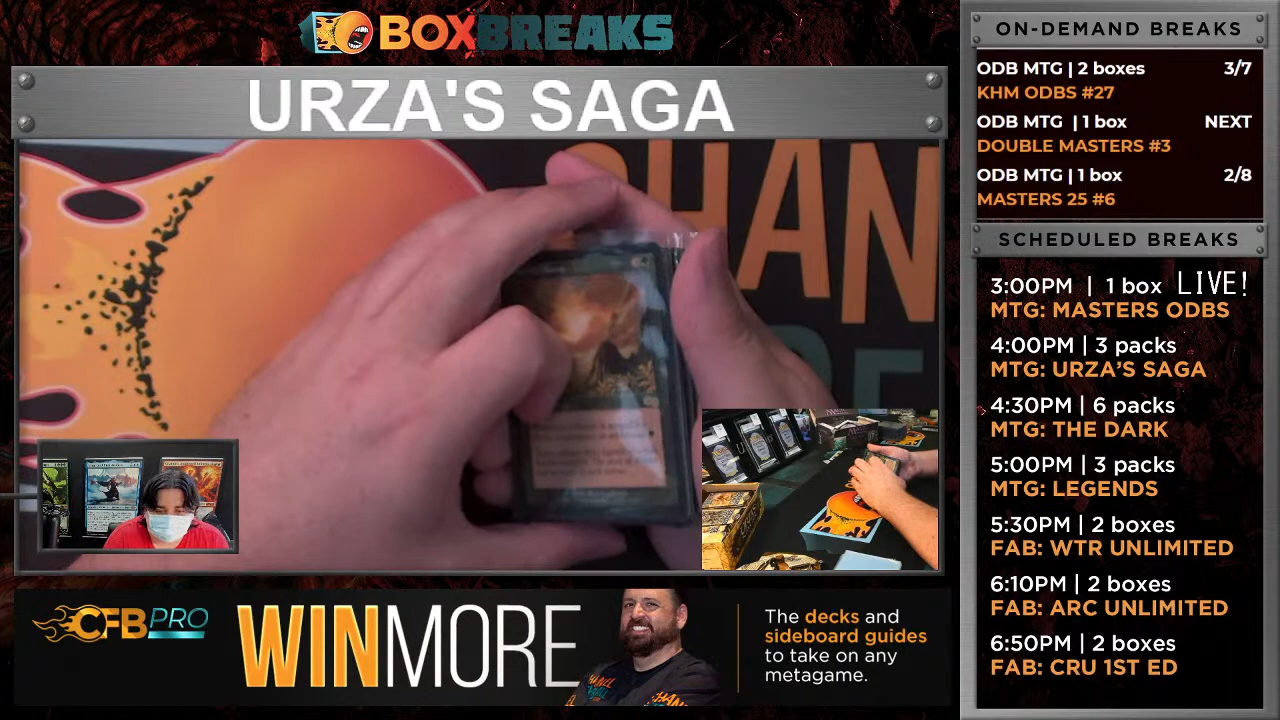 BOXBREAKS
URZA'S SAGA
CFBPRO
WINMORE
The decks and
sideboard guides
to take on any
metagame.
ON-DEMAND BREAKS
ODB MTG | 2 boxes 3/7
KHM ODBS #27
ODB MTG | 1 box NEXT
DOUBLE MASTERS #3
ODB MTG | 1 box 2/8
MASTERS 25 #6
SCHEDULED BREAKS
3:00PM | 1 box LIVE!
MTG: MASTERS ODBS
4:00PM | 3 packs
MTG: URZA'S SAGA
4:30PM | 6 packs
MTG: THE DARK
5:00PM | 3 packs
MTG: LEGENDS
5:30PM | 2 boxes
FAB: WTR UNLIMITED
6:10PM | 2 boxes
FAB: ARC UNLIMITED
6:50PM | 2 boxes
FAB: CRU 1ST ED